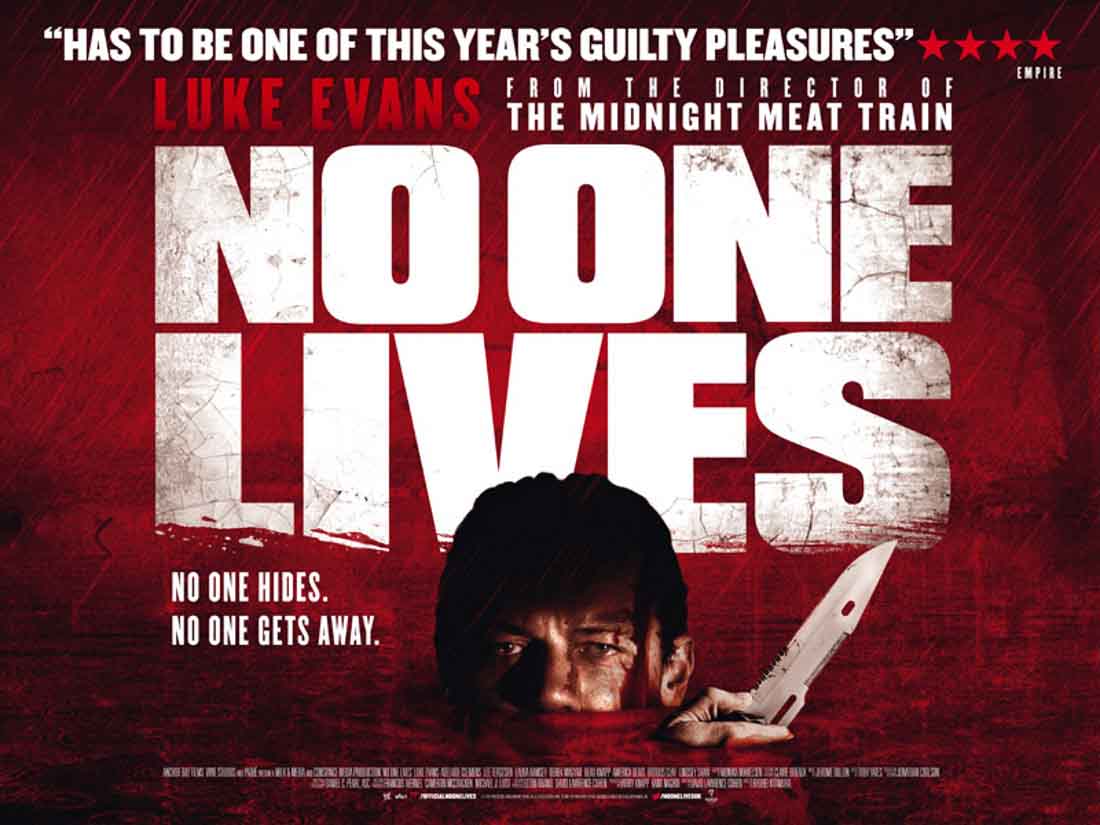 “HAS TO BE ONE OF THIS YEAR’S GUILTY PLEASURES”
EMPIRE
LUKE EVANS
FROM THE DIRECTOR OF
THE MIDNIGHT MEAT TRAIN
NO ONE
LIVES
NO ONE HIDES.
NO ONE GETS AWAY.
/OFFICIALNOONELIVES